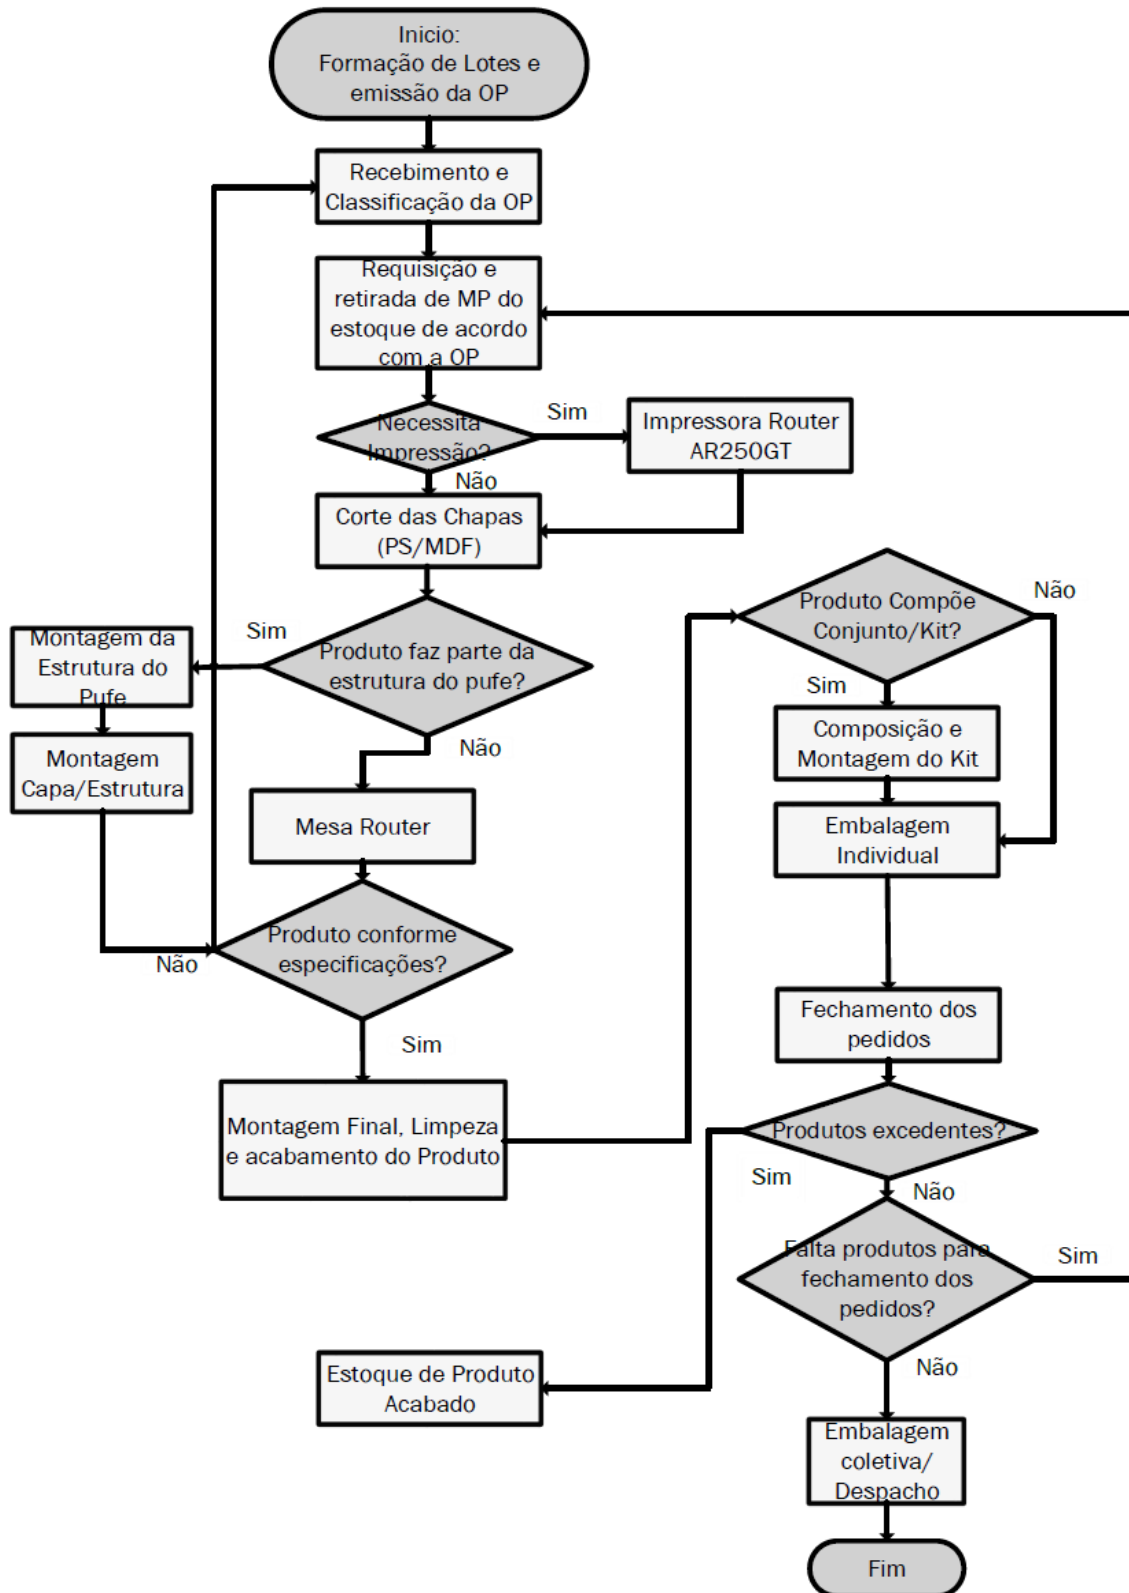 Inicio:
Formação de Lotes e
emissão da OP
Recebimento e
Classificação da OP
Requisição e
retirada de MP do
estoque de acordo
com a OP
Necessita
Impressão?
Sim
Não
Impressora Router
AR250GT
Corte das Chapas
(PS/MDF)
Produto faz parte da
estrutura do pufe?
Sim
Não
Montagem da
Estrutura do
Pufe
Montagem
Capa/Estrutura
Mesa Router
Produto conforme
especificações?
Não
Sim
Montagem Final, Limpeza
e acabamento do Produto
Produto Compõe
Conjunto/Kit?
Não
Sim
Composição e
Montagem do Kit
Embalagem
Individual
Fechamento dos
pedidos
Produtos excedentes?
Sim
Não
Falta produtos para
fechamento dos
pedidos?
Sim
Não
Estoque de Produto
Acabado
Embalagem
coletiva/
Despacho
Fim